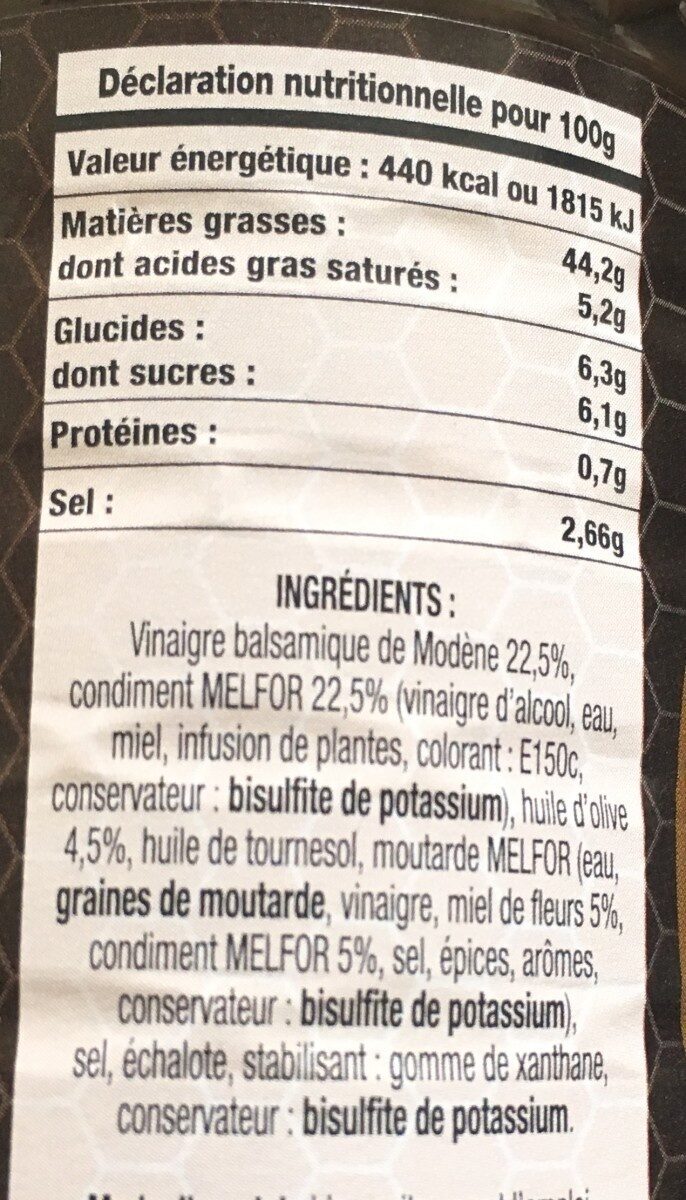 Déclaration nutritionnelle pour 100g
Valeur énergétique : 440 kcal ou 1815 kJ
Matières grasses : 44,2g
dont acides gras saturés : 5,2g
Glucides : 6,3g
dont sucres : 6,1g
Protéines : 0,7g
Sel : 2,66g
INGRÉDIENTS :
Vinaigre balsamique de Modène 22,5%,
condiment MELFOR 22,5% (vinaigre d'alcool, eau,
miel, infusion de plantes, colorant : E150c,
conservateur : bisulfite de potassium), huile d'olive
4,5%, huile de tournesol, moutarde MELFOR (eau,
graines de moutarde, vinaigre, miel de fleurs 5%,
condiment MELFOR 5%, sel, épices, arômes,
conservateur : bisulfite de potassium),
sel, échalote, stabilisant : gomme de xanthane,
conservateur : bisulfite de potassium.